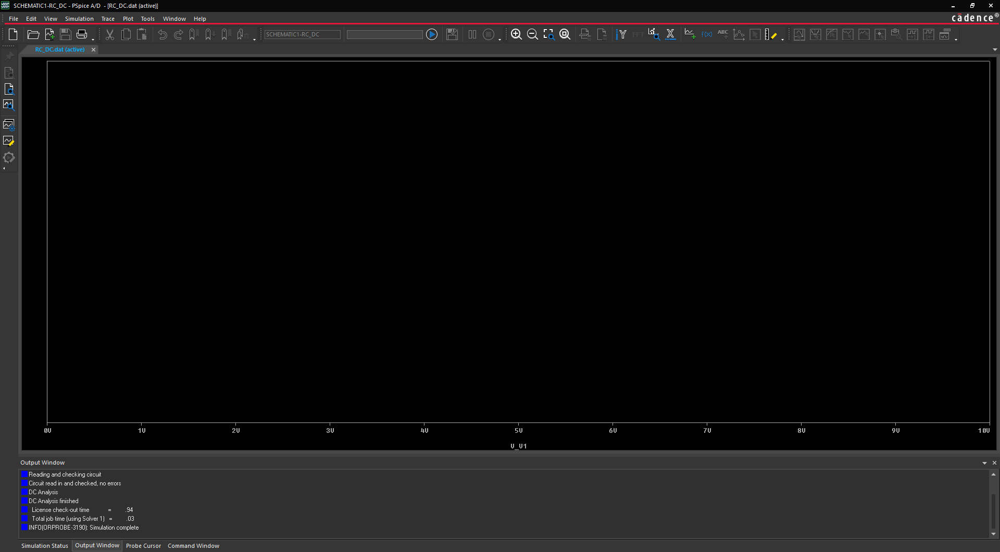 SCHEMATIC1-RC_DC - PSpice A/D - [RC_DC.dat (active)]
File Edit View Simulation Trace Plot Tools Window Help
cādence®
SCHEMATIC1-RC_DC
Y FFT X f(x) ABC
RC_DC.dat (active)
0V 1V 2V 3V 4V 5V 6V 7V 8V 9V 10V
V_V1
Output Window
Reading and checking circuit
Circuit read in and checked, no errors
DC Analysis
DC Analysis finished
License check-out time = .94
Total job time (using Solver 1) = .03
INFO(ORPROBE-3190): Simulation complete
Simulation Status Output Window Probe Cursor Command Window